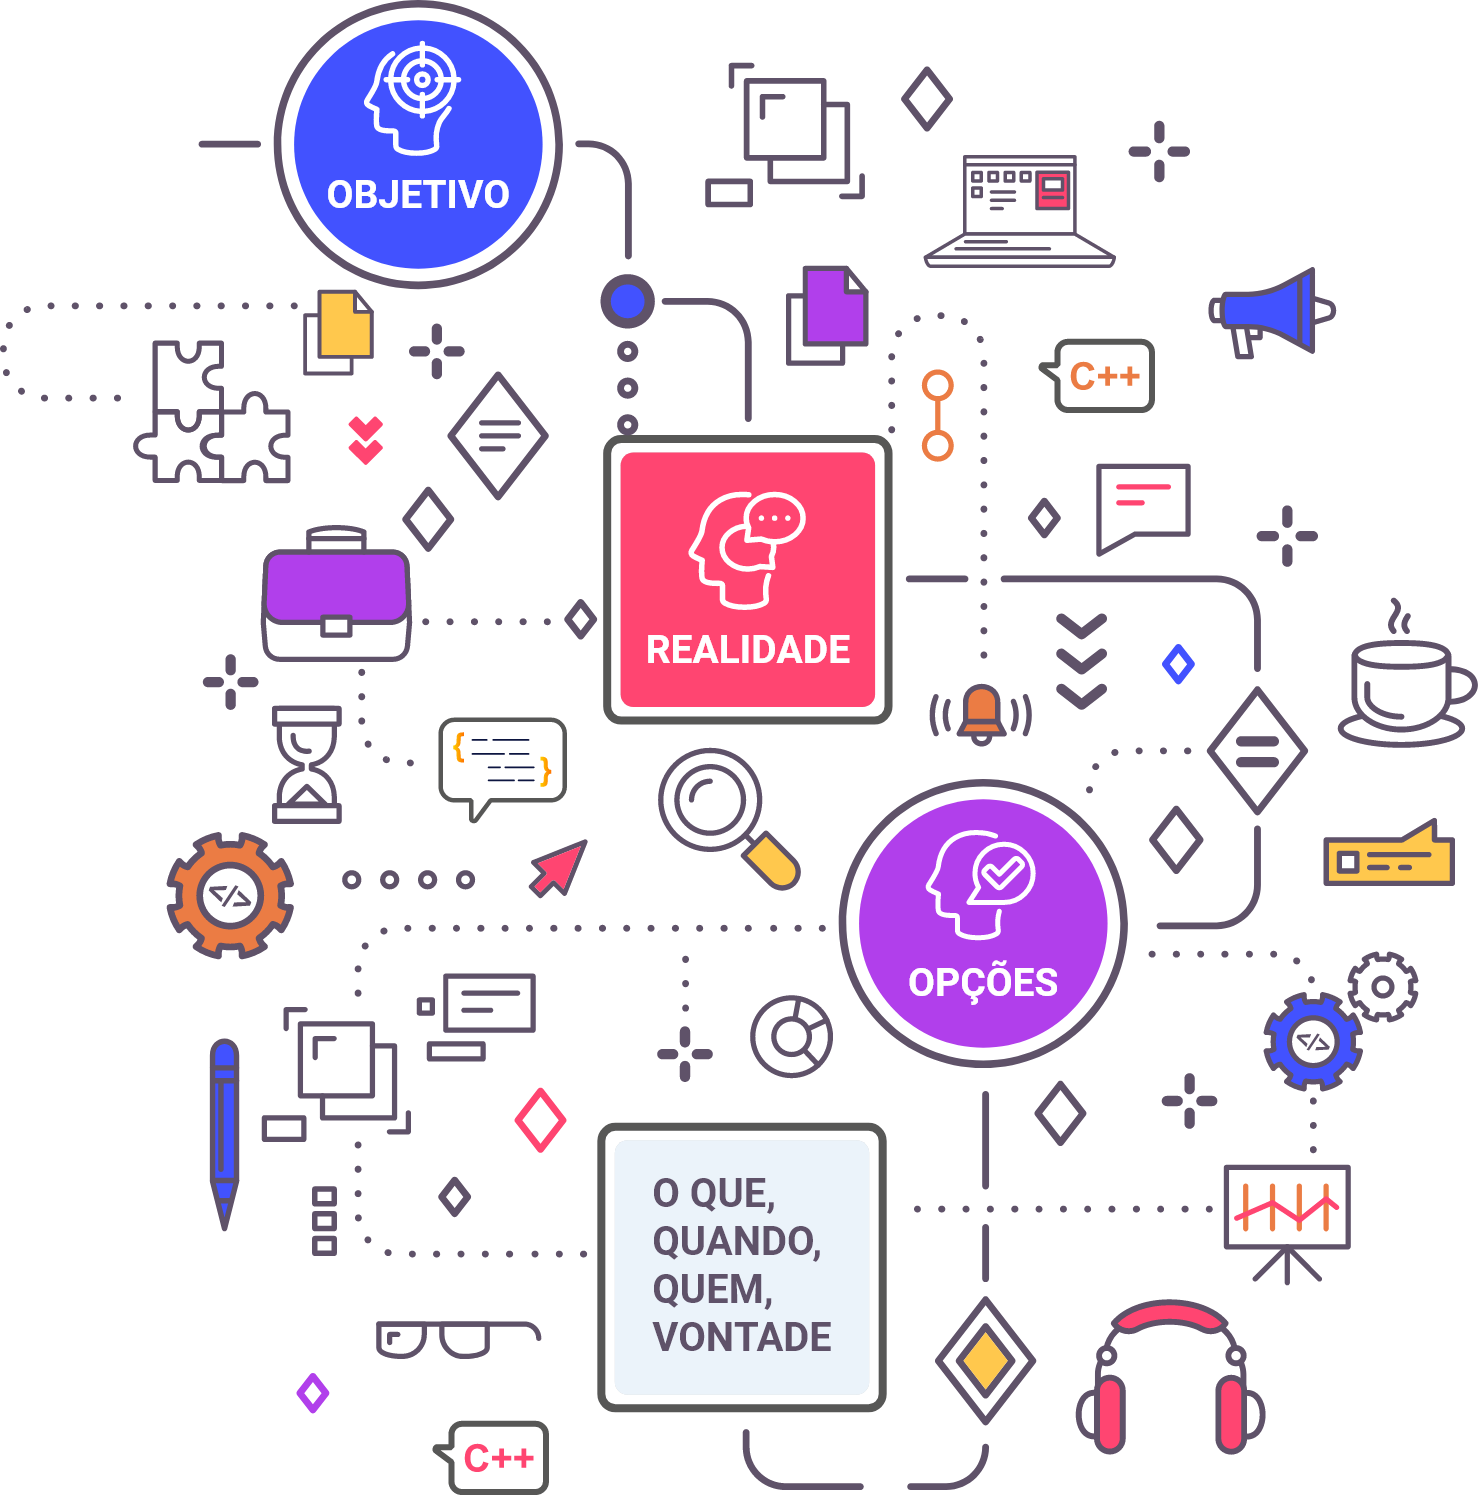 OBJETIVO
C++
REALIDADE
{ }
</>
OPÇÕES
</>
O QUE,
QUANDO,
QUEM,
VONTADE
C++